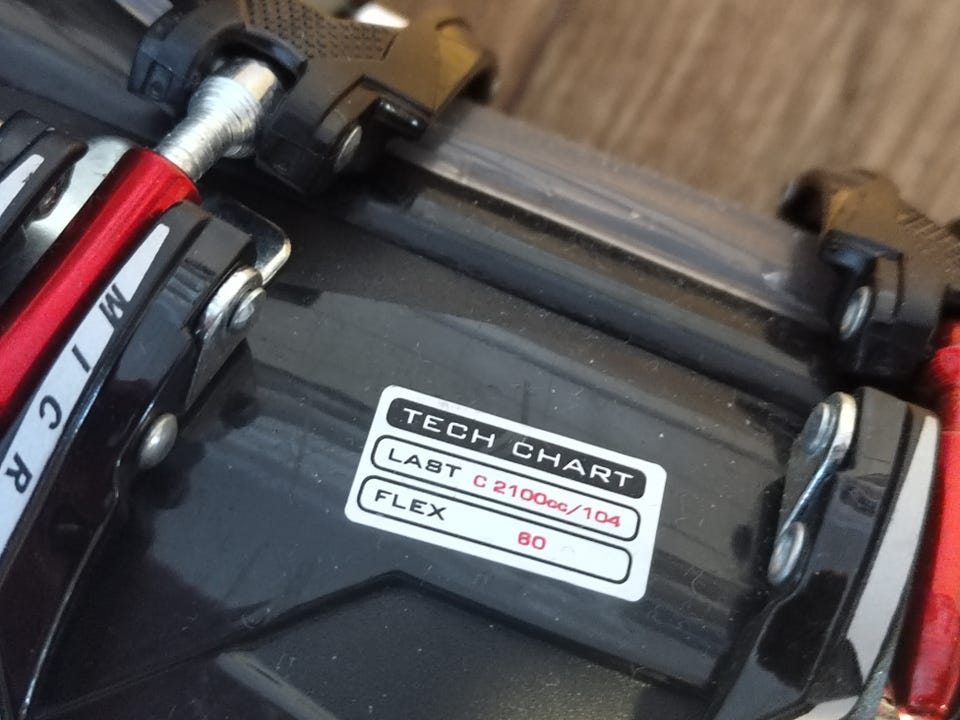 MICR
TECH CHART
LAST C 2100cc/104
FLEX 60